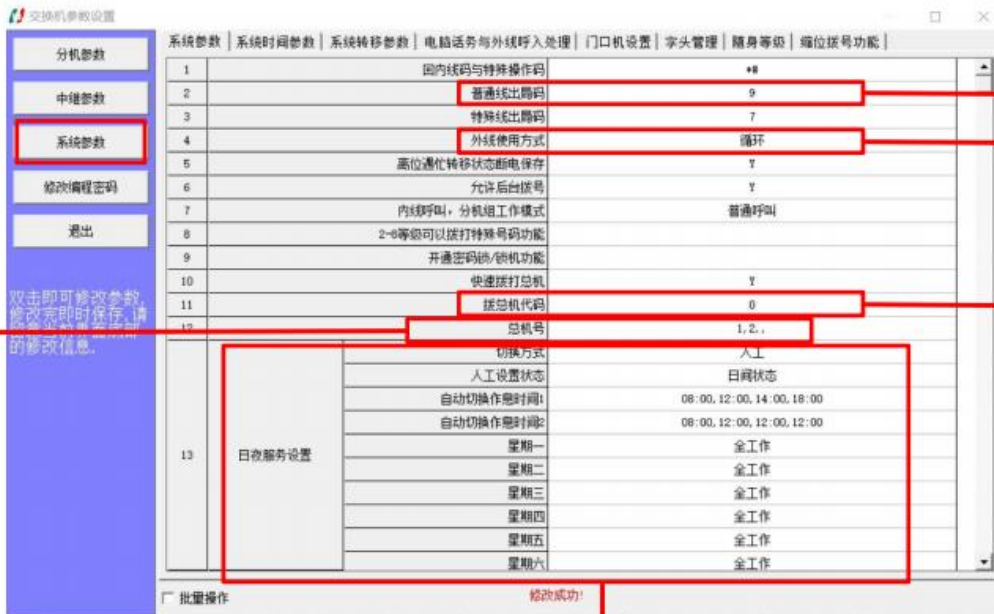 交换机参数设置
系统参数 系统时间参数 系统转移参数 电脑话务与外线呼入处理 门口机设置 字头管理 随身等级 缩位拨号功能
分机参数
中继参数
系统参数
修改编程密码
退出
双击即可修改参数,
修改完即时保存,请
的修改信息.
1 回内线码与特殊操作码 *#
2 普通线出局码 9
3 特殊线出局码 7
4 外线使用方式 循环
5 高位遇忙转移状态断电保存 Y
6 允许后台拨号 Y
7 内线呼叫,分机组工作模式 普通呼叫
8 2-6等级可以拨打特殊号码功能
9 开通密码锁/锁机功能
10 快速拨打总机 Y
11 拨总机代码 0
12 总机号 1,2,,
13 日夜服务设置
切换方式 人工
人工设置状态 日间状态
自动切换作息时间1 08:00,12:00,14:00,18:00
自动切换作息时间2 08:00,12:00,12:00,12:00
星期一 全工作
星期二 全工作
星期三 全工作
星期四 全工作
星期五 全工作
星期六 全工作
批量操作
修改成功!